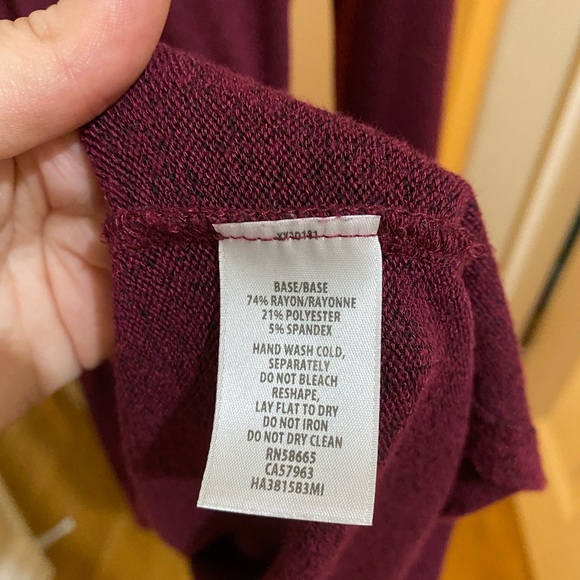 BASE/BASE
74% RAYON/RAYONNE
21% POLYESTER
5% SPANDEX
HAND WASH COLD,
SEPARATELY
DO NOT BLEACH
RESHAPE,
LAY FLAT TO DRY
DO NOT IRON
DO NOT DRY CLEAN
RN58665
CA57963
HA381583MI